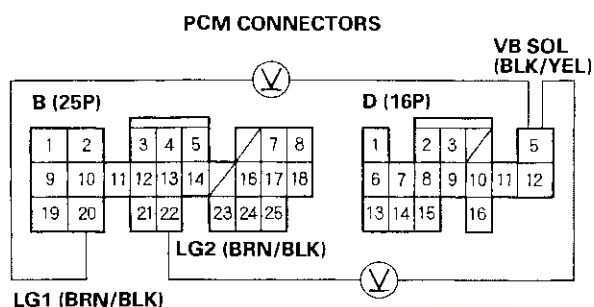 PCM CONNECTORS
VB SOL
(BLK/YEL)
V
B (25P)
D (16P)
1 2 3 4 5 7 8
9 10 11 12 13 14 16 17 18
19 20 21 22 23 24 25
1 2 3 5
6 7 8 9 10 11 12
13 14 15 16
LG2 (BRN/BLK)
V
LG1 (BRN/BLK)